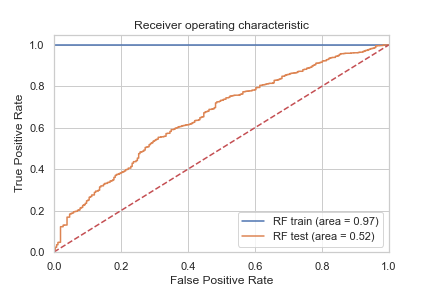 Receiver operating characteristic
True Positive Rate
1.0
0.8
0.6
0.4
0.2
0.0
RF train (area = 0.97)
RF test (area = 0.52)
0.0 0.2 0.4 0.6 0.8 1.0
False Positive Rate